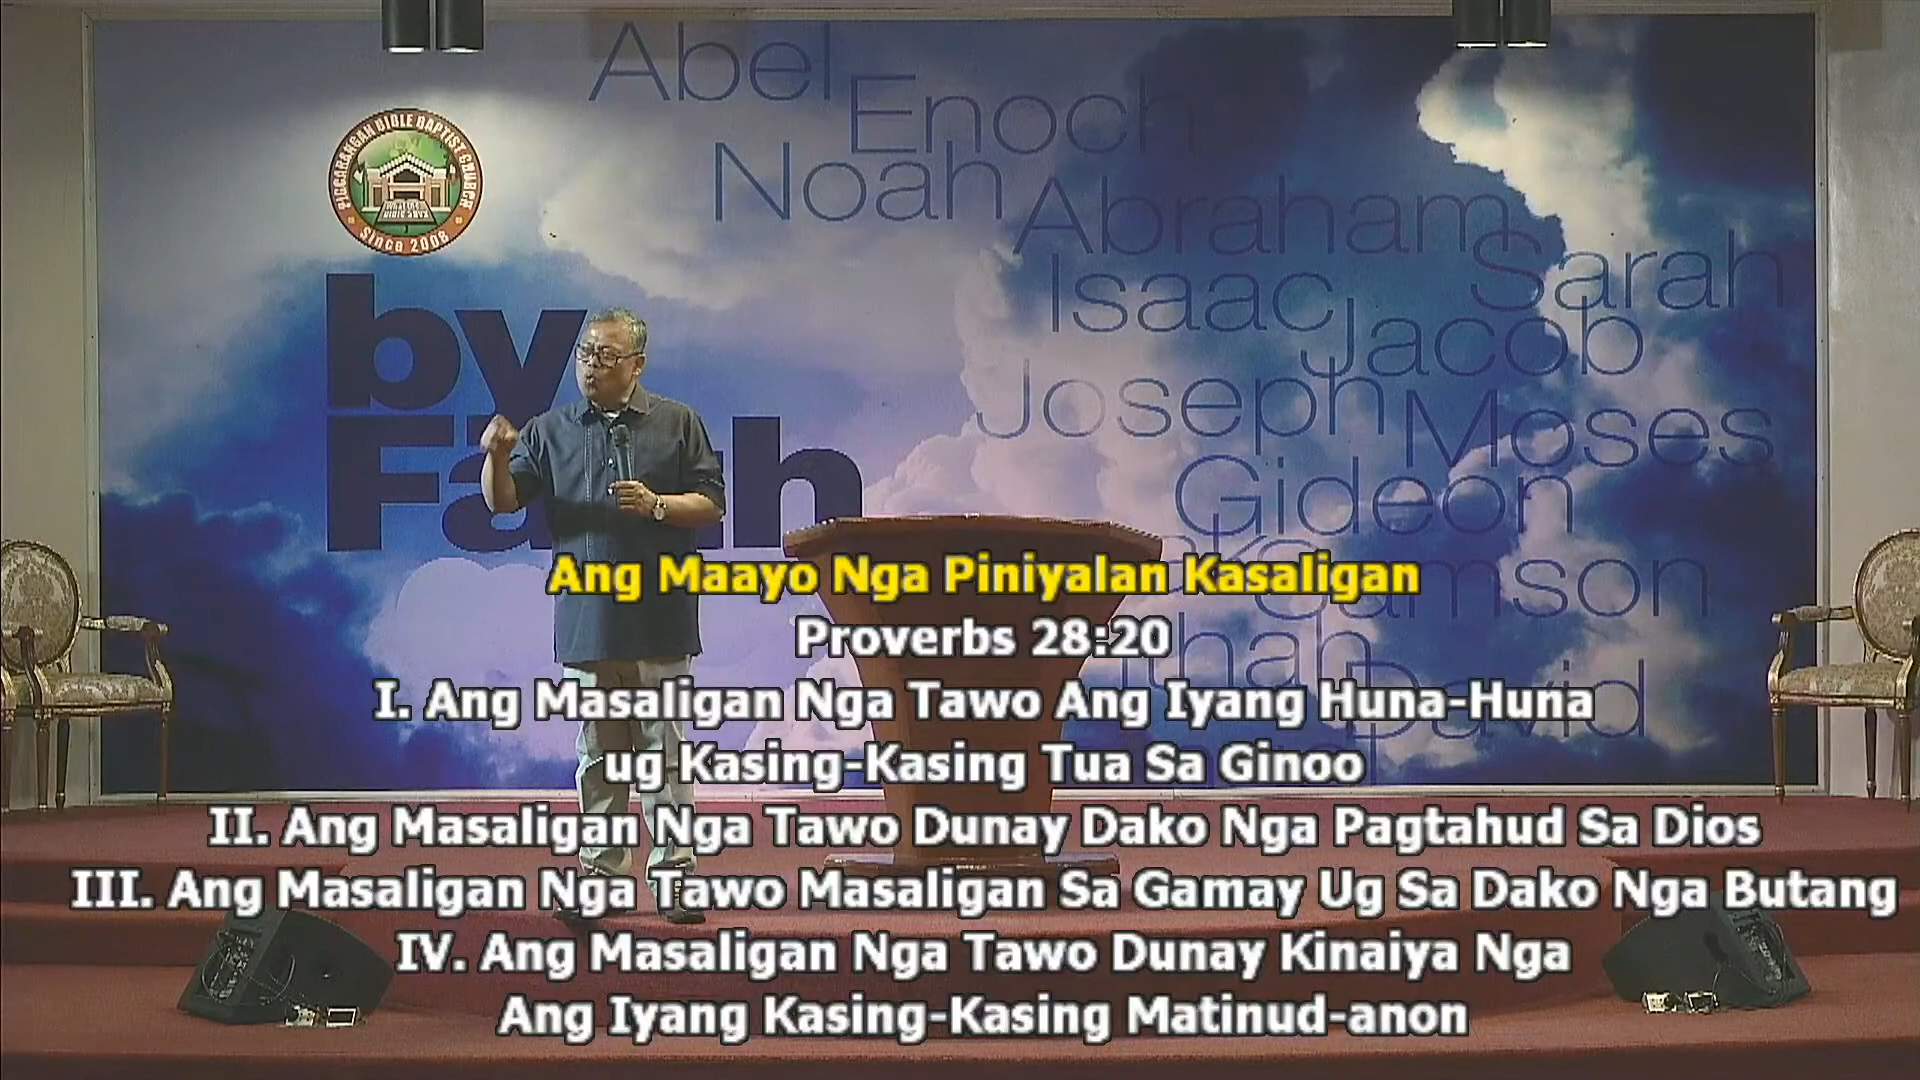 Abel
Enoch
Noah
Abraham
Sarah
Isaac
Jacob
Joseph
Moses
Gideon
David
BIBLE BAPTIST CHURCH
Since 2008
by
Ang Maayo Nga Piniyalan Kasaligan
Proverbs 28:20
I. Ang Masaligan Nga Tawo Ang Iyang Huna-Huna
ug Kasing-Kasing Tua Sa Ginoo
II. Ang Masaligan Nga Tawo Dunay Dako Nga Pagtahud Sa Dios
III. Ang Masaligan Nga Tawo Masaligan Sa Gamay Ug Sa Dako Nga Butang
IV. Ang Masaligan Nga Tawo Dunay Kinaiya Nga
Ang Iyang Kasing-Kasing Matinud-anon